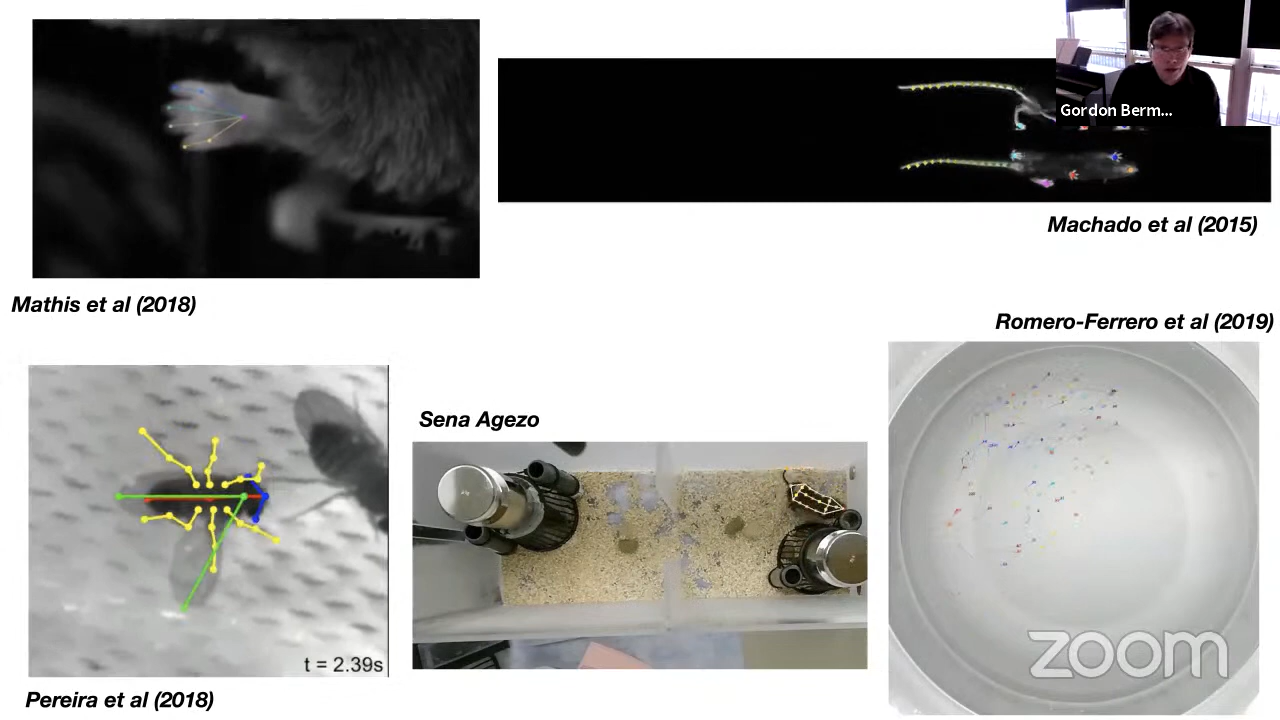 Gordon Berm...
Machado et al (2015)
Mathis et al (2018)
Romero-Ferrero et al (2019)
Sena Agezo
t = 2.39s
zoom
Pereira et al (2018)